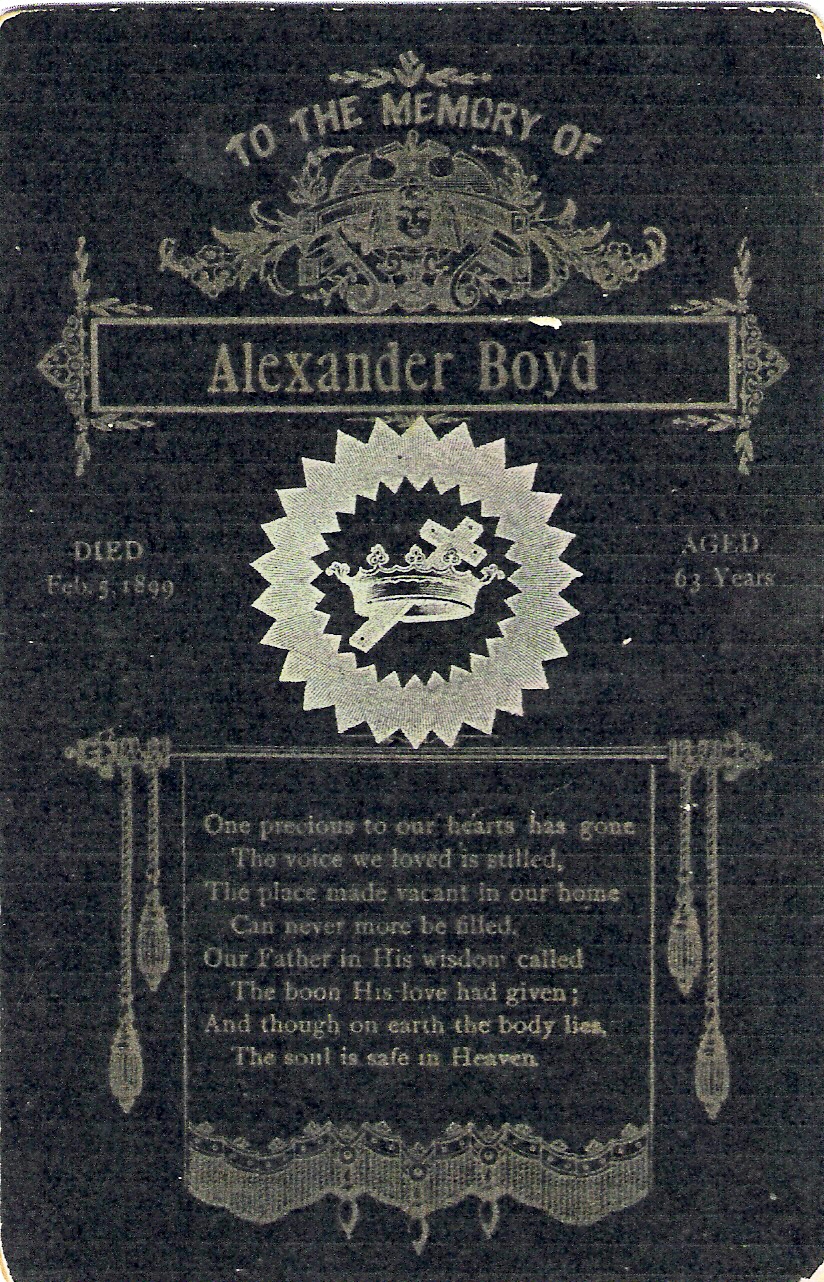 TO THE MEMORY OF
Alexander Boyd
DIED
Feb. 5, 1899
AGED
63 Years
One precious to our hearts has gone
The voice we loved is stilled,
The place made vacant in our home
Can never more be filled.
Our Father in His wisdom called
The boon His love had given;
And though on earth the body lies,
The soul is safe in Heaven.